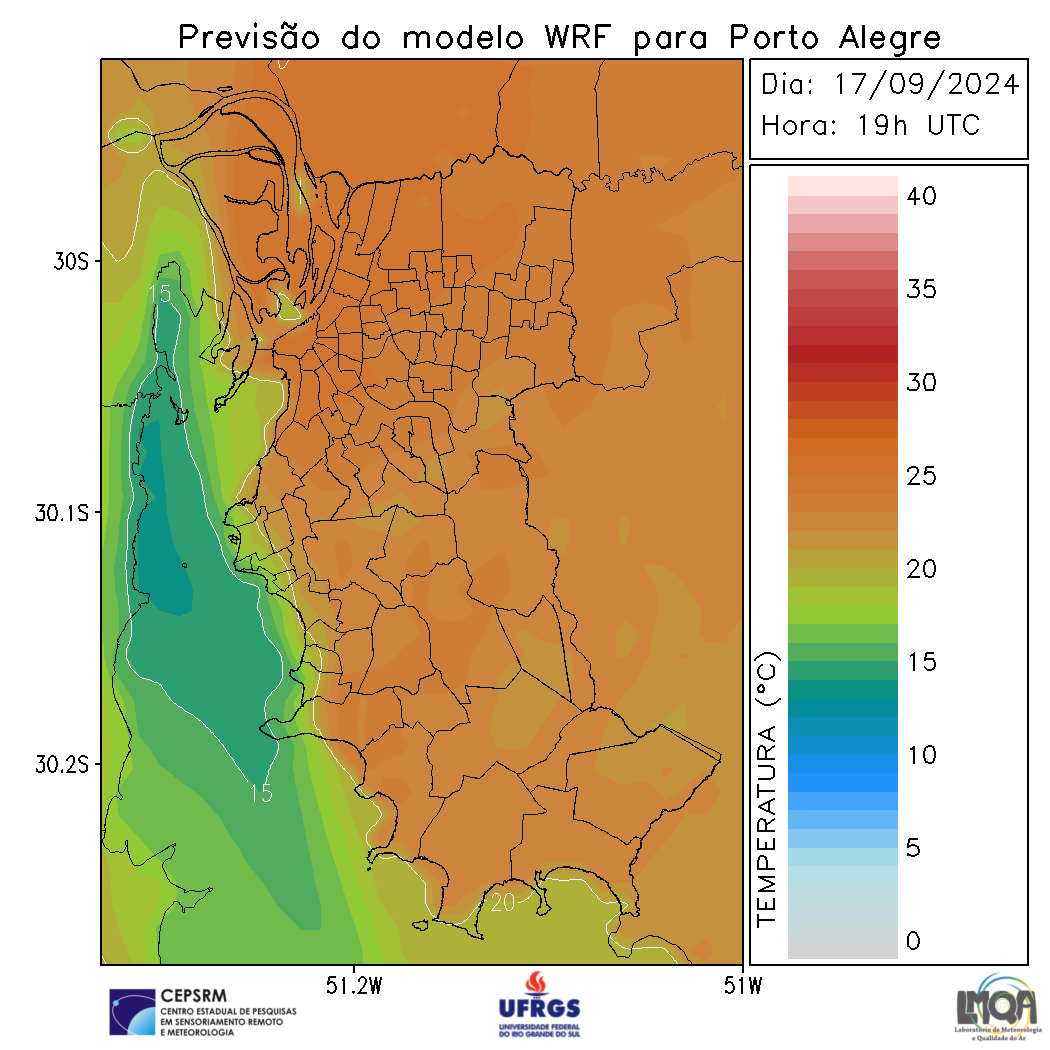 Previsão do modelo WRF para Porto Alegre
Dia: 17/09/2024
Hora: 19h UTC
40
35
30
25
20
15
10
5
0
TEMPERATURA (°C)
30S
30.1S
30.2S
51.2W
51W
15
15
20
CEPSRM
CENTRO ESTADUAL DE PESQUISAS
EM SENSORIAMENTO REMOTO
E METEOROLOGIA
UFRGS
UNIVERSIDADE FEDERAL
DO RIO GRANDE DO SUL
LMQA
Laboratório de Meteorologia
e Qualidade do Ar